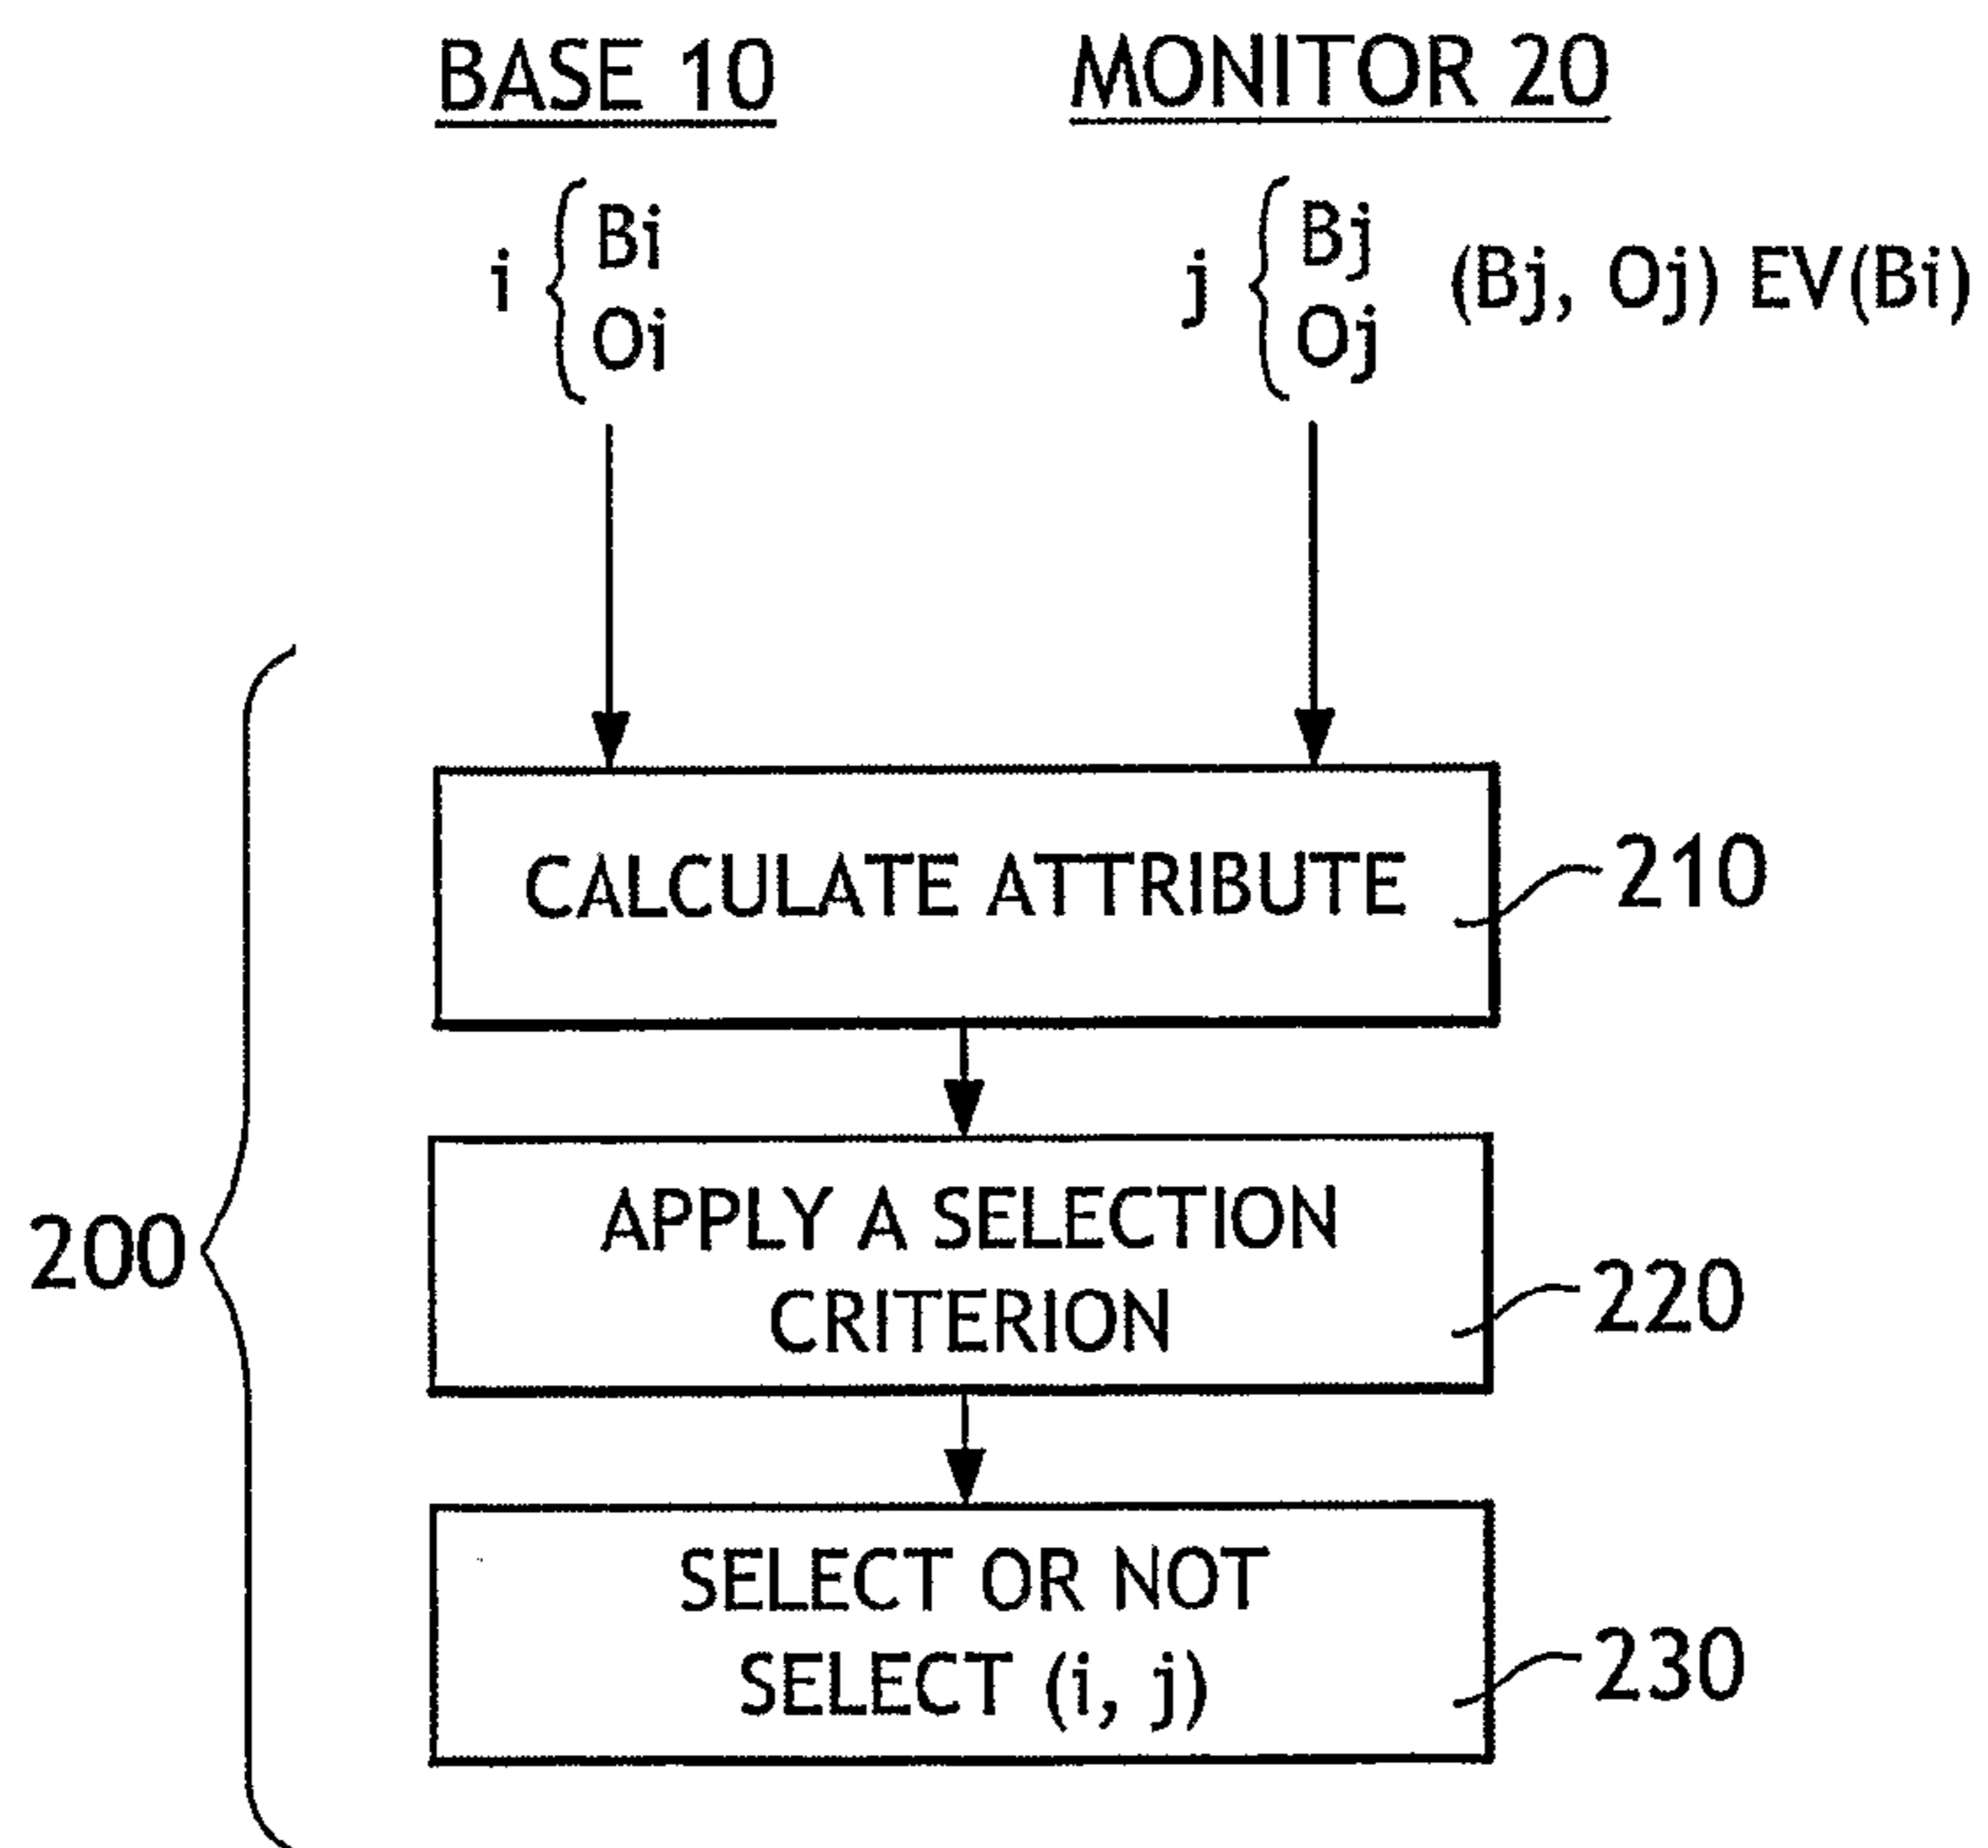 BASE 10
MONITOR 20
i { Bi
Oi
j { Bj
Oj
(Bj, Oj) EV(Bi)
CALCULATE ATTRIBUTE
210
200
APPLY A SELECTION
CRITERION
220
SELECT OR NOT
SELECT (i, j)
230